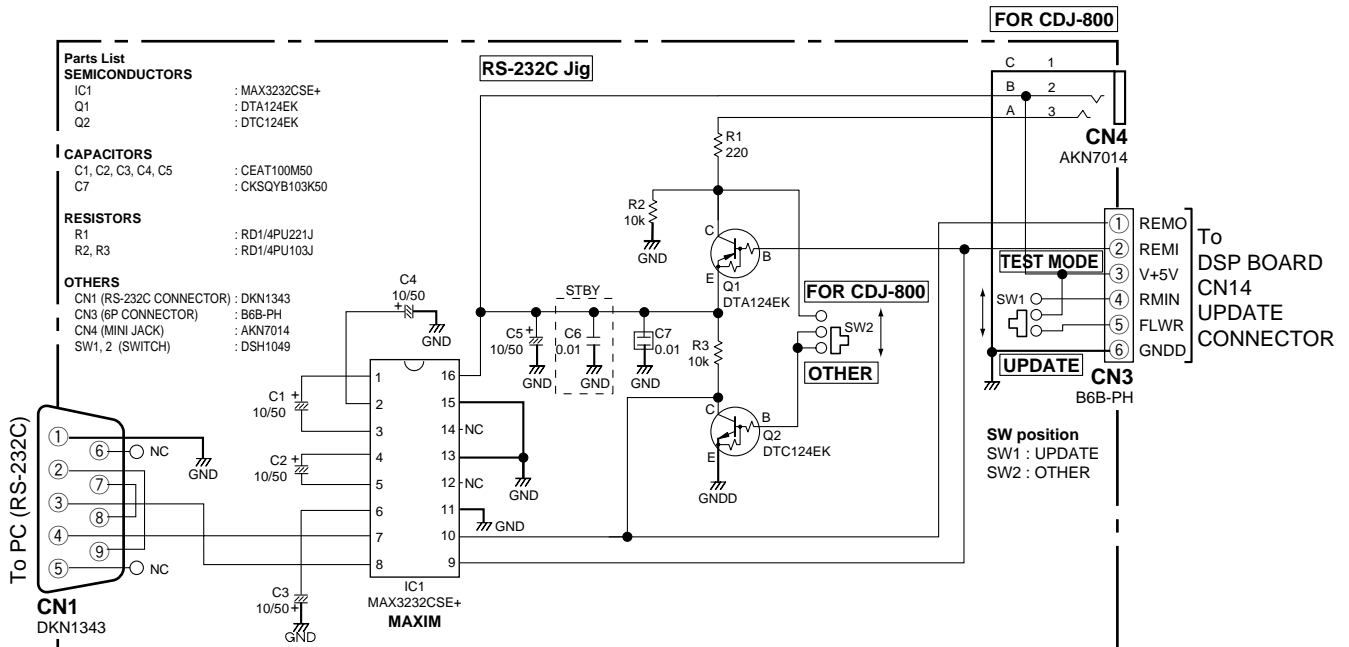 FOR CDJ-800
RS-232C Jig
Parts List
SEMICONDUCTORS
IC1 : MAX3232CSE+
Q1 : DTA124EK
Q2 : DTC124EK
CAPACITORS
C1, C2, C3, C4, C5 : CEAT100M50
C7 : CKSQYB103K50
RESISTORS
R1 : RD1/4PU221J
R2, R3 : RD1/4PU103J
OTHERS
CN1 (RS-232C CONNECTOR) : DKN1343
CN3 (6P CONNECTOR) : B6B-PH
CN4 (MINI JACK) : AKN7014
SW1, 2 (SWITCH) : DSH1049
C 1
B 2
A 3
CN4
AKN7014
R1
220
R2
10k
GND
C
B
E
Q1
DTA124EK
1 REMO
2 REMI
3 V+5V
4 RMIN
5 FLWR
6 GNDD
CN3
B6B-PH
To
DSP BOARD
CN14
UPDATE
CONNECTOR
TEST MODE
SW1
UPDATE
FOR CDJ-800
SW2
OTHER
SW position
SW1 : UPDATE
SW2 : OTHER
C4
10/50
+
GND
STBY
C5 +
10/50
GND
C6
0.01
GND
C7
0.01
GND
R3
10k
C
B
E
Q2
DTC124EK
GNDD
C1 +
10/50
C2 +
10/50
C3
10/50 +
GND
1
2
3
4
5
6
7
8
16
15
14 NC
13
12 NC
11
10
9
GND
GND
IC1
MAX3232CSE+
MAXIM
To PC (RS-232C)
1
6 NC
2
7
3
8
4
9
5 NC
GND
CN1
DKN1343